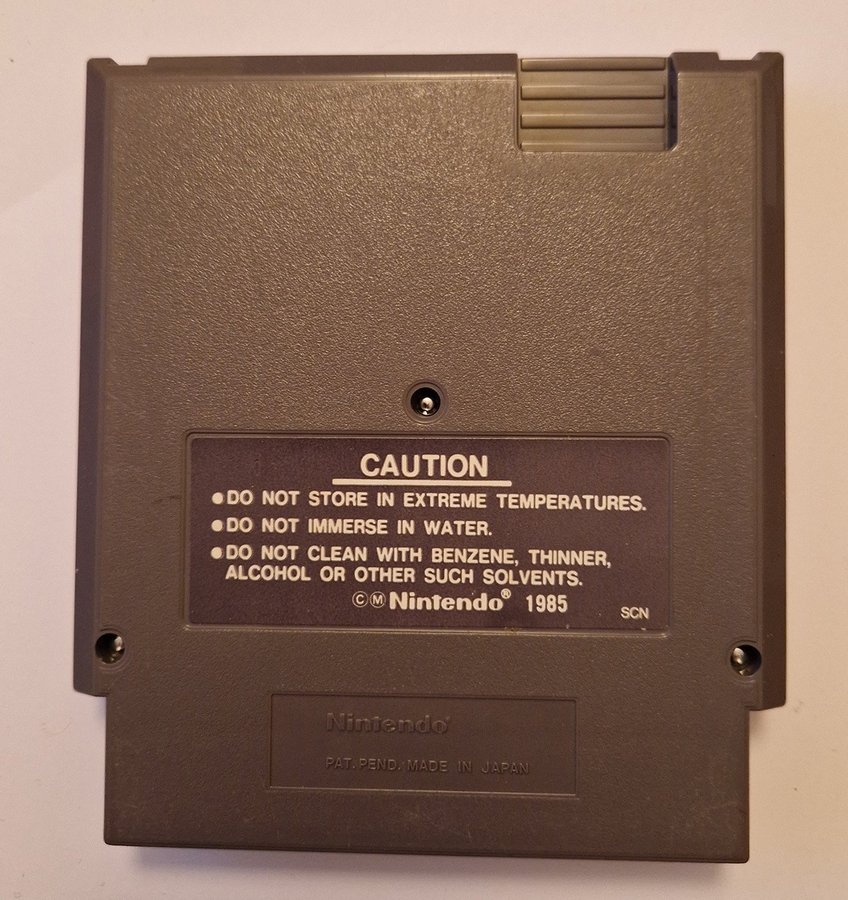 CAUTION
●DO NOT STORE IN EXTREME TEMPERATURES.
●DO NOT IMMERSE IN WATER.
●DO NOT CLEAN WITH BENZENE, THINNER,
ALCOHOL OR OTHER SUCH SOLVENTS.
ⒸⓂNintendo® 1985
SCN
Nintendo®
PAT. PEND. MADE IN JAPAN